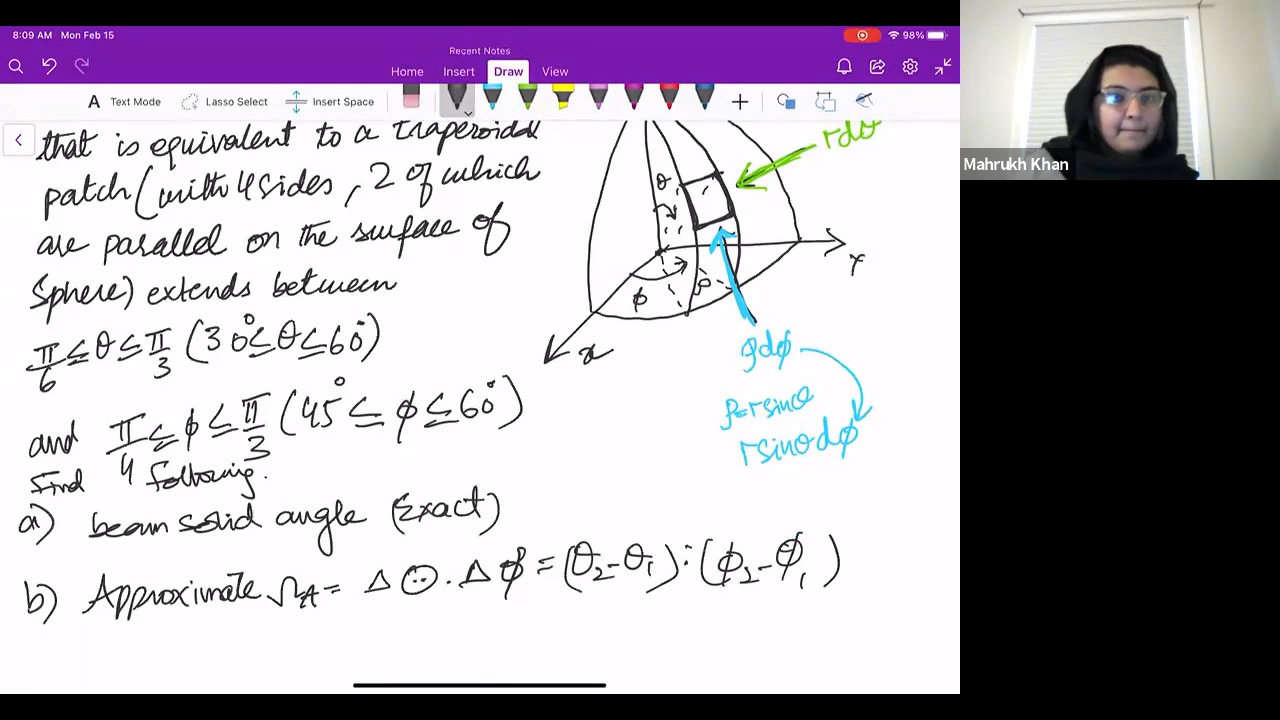 8:09 AM Mon Feb 15
98%
Recent Notes
Home Insert Draw View
Text Mode Lasso Select Insert Space
that is equivalent to a trapezoidal
patch (with 4 sides, 2 of which
are parallel on the surface of
Sphere) extends between
π/6 ≤ θ ≤ π/3 (30° ≤ θ ≤ 60°)
and π/4 ≤ ϕ ≤ π/3 (45° ≤ ϕ ≤ 60°)
Find following.
a) beam solid angle (Exact)
b) Approximate Ω_A = Δθ . Δϕ = (θ₂ - θ₁) : (ϕ₂ - ϕ₁)
rdθ
θ
ϕ
ρ
x
ρdϕ
ρ=rsinθ
rsinθdϕ
Mahrukh Khan